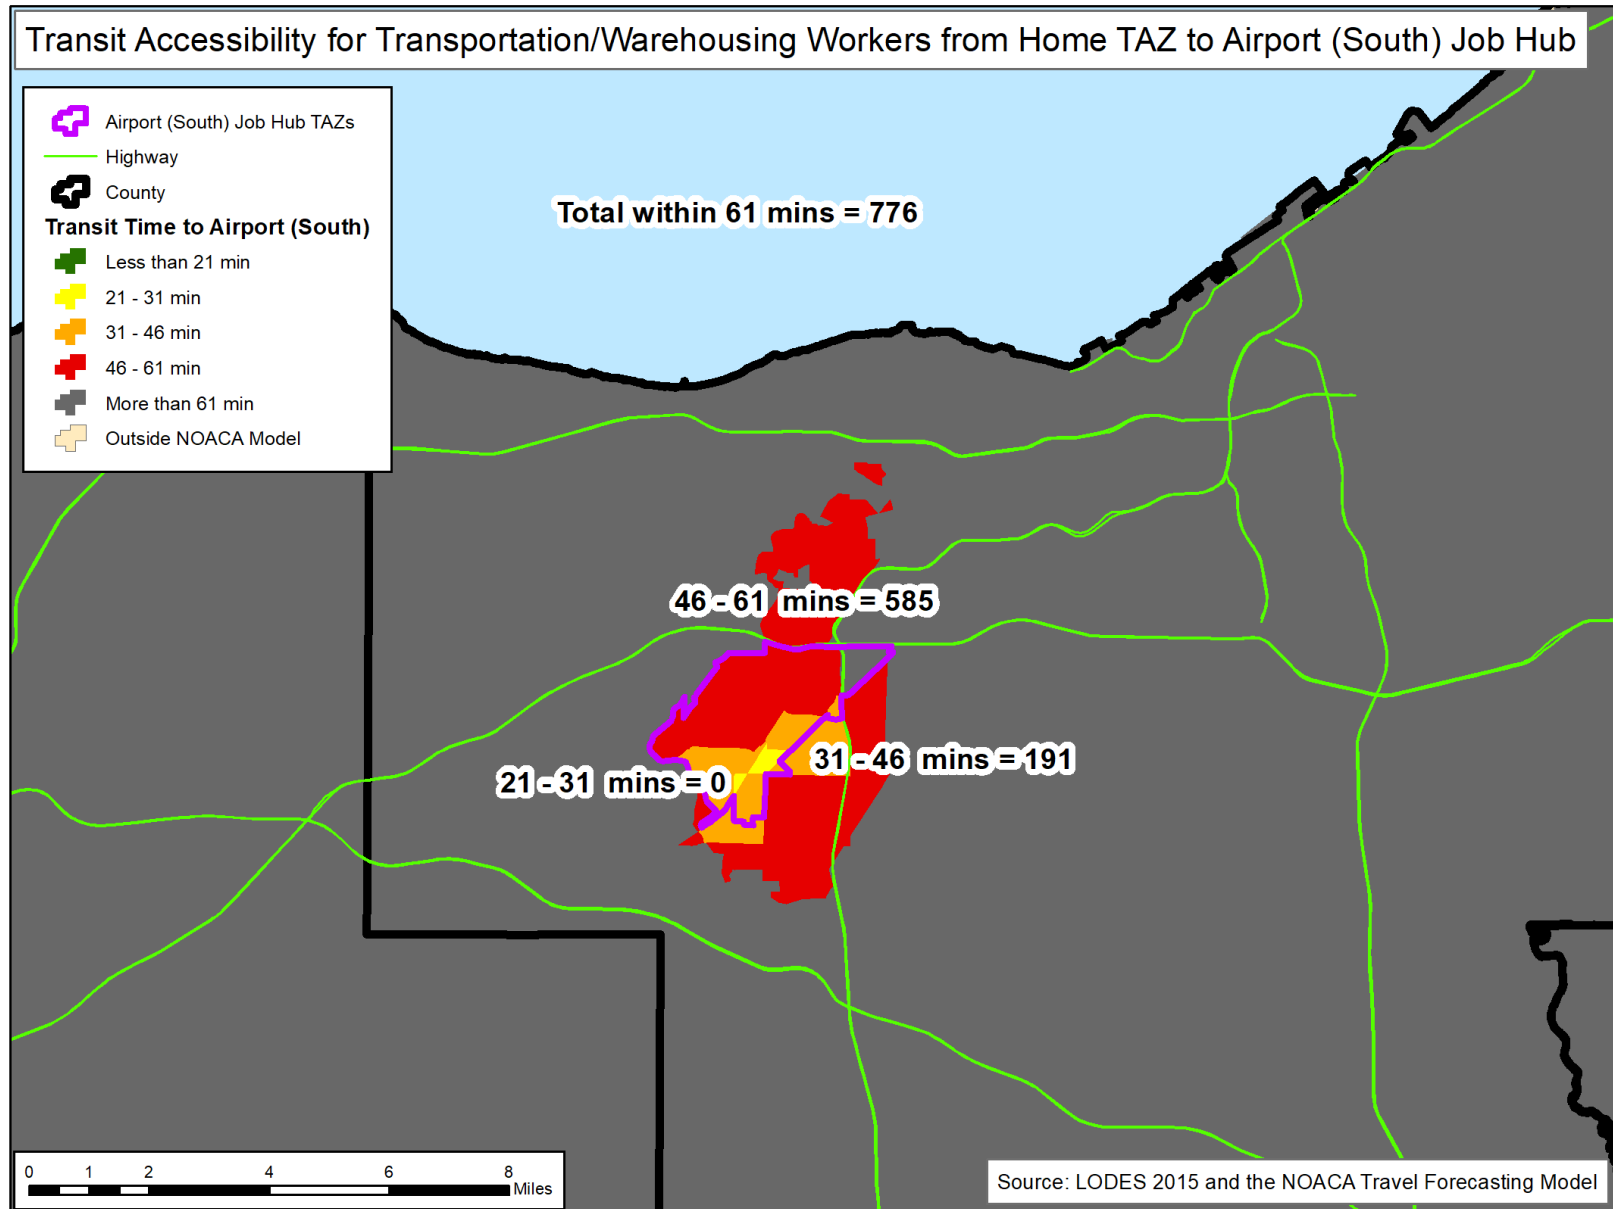 Transit Accessibility for Transportation/Warehousing Workers from Home TAZ to Airport (South) Job Hub
Airport (South) Job Hub TAZs
Highway
County
Transit Time to Airport (South)
Less than 21 min
21 - 31 min
31 - 46 min
46 - 61 min
More than 61 min
Outside NOACA Model
Total within 61 mins = 776
46 - 61 mins = 585
31 - 46 mins = 191
21 - 31 mins = 0
0 1 2 4 6 8
Miles
Source: LODES 2015 and the NOACA Travel Forecasting Model